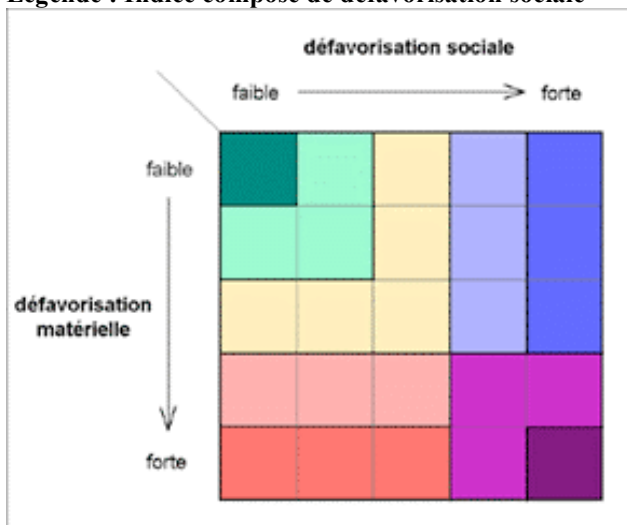 Légende : Indice composé de défavorisation sociale
défavorisation sociale
faible
forte
faible
défavorisation
matérielle
forte